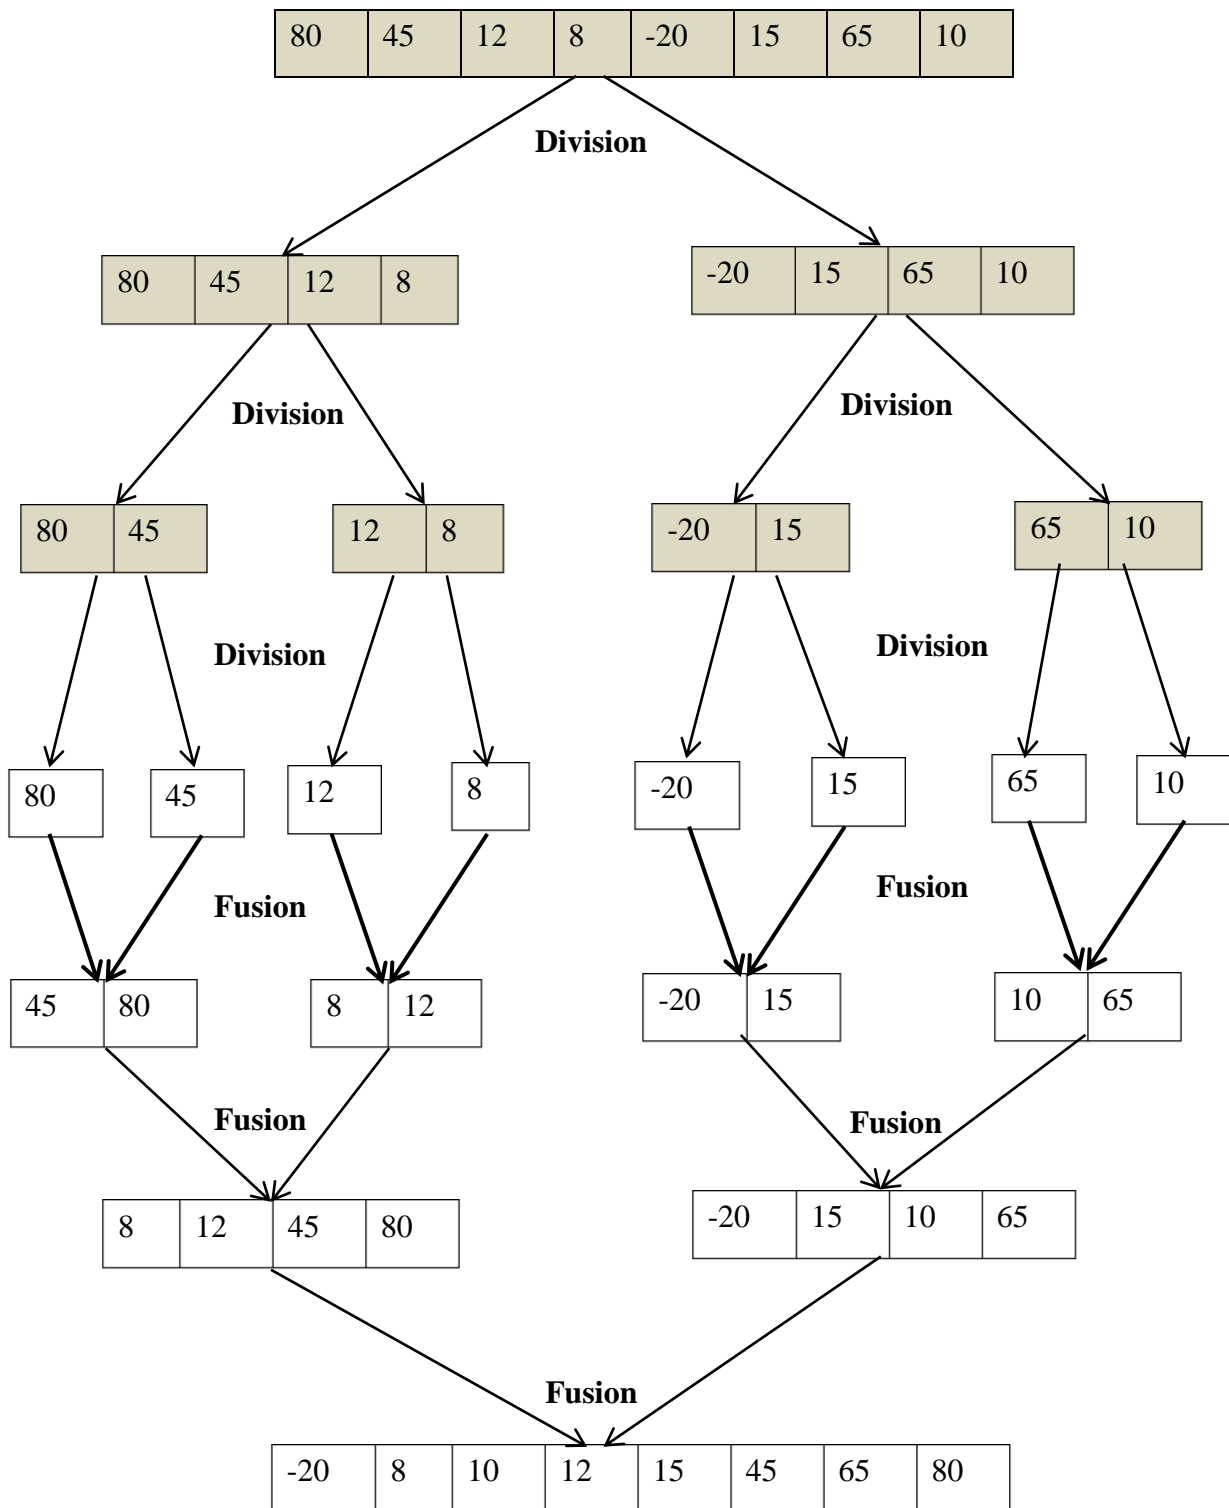 80 45 12 8 -20 15 65 10
Division
80 45 12 8 -20 15 65 10
Division Division
80 45 12 8 -20 15 65 10
Division Division
80 45 12 8 -20 15 65 10
Fusion Fusion
45 80 8 12 -20 15 10 65
Fusion Fusion
8 12 45 80 -20 15 10 65
Fusion
-20 8 10 12 15 45 65 80